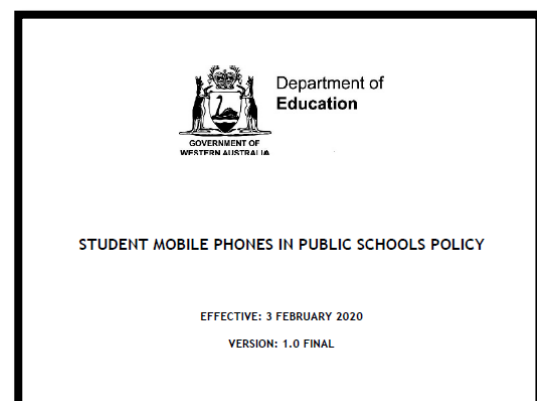 Department of
Education
GOVERNMENT OF
WESTERN AUSTRALIA
STUDENT MOBILE PHONES IN PUBLIC SCHOOLS POLICY
EFFECTIVE: 3 FEBRUARY 2020
VERSION: 1.0 FINAL